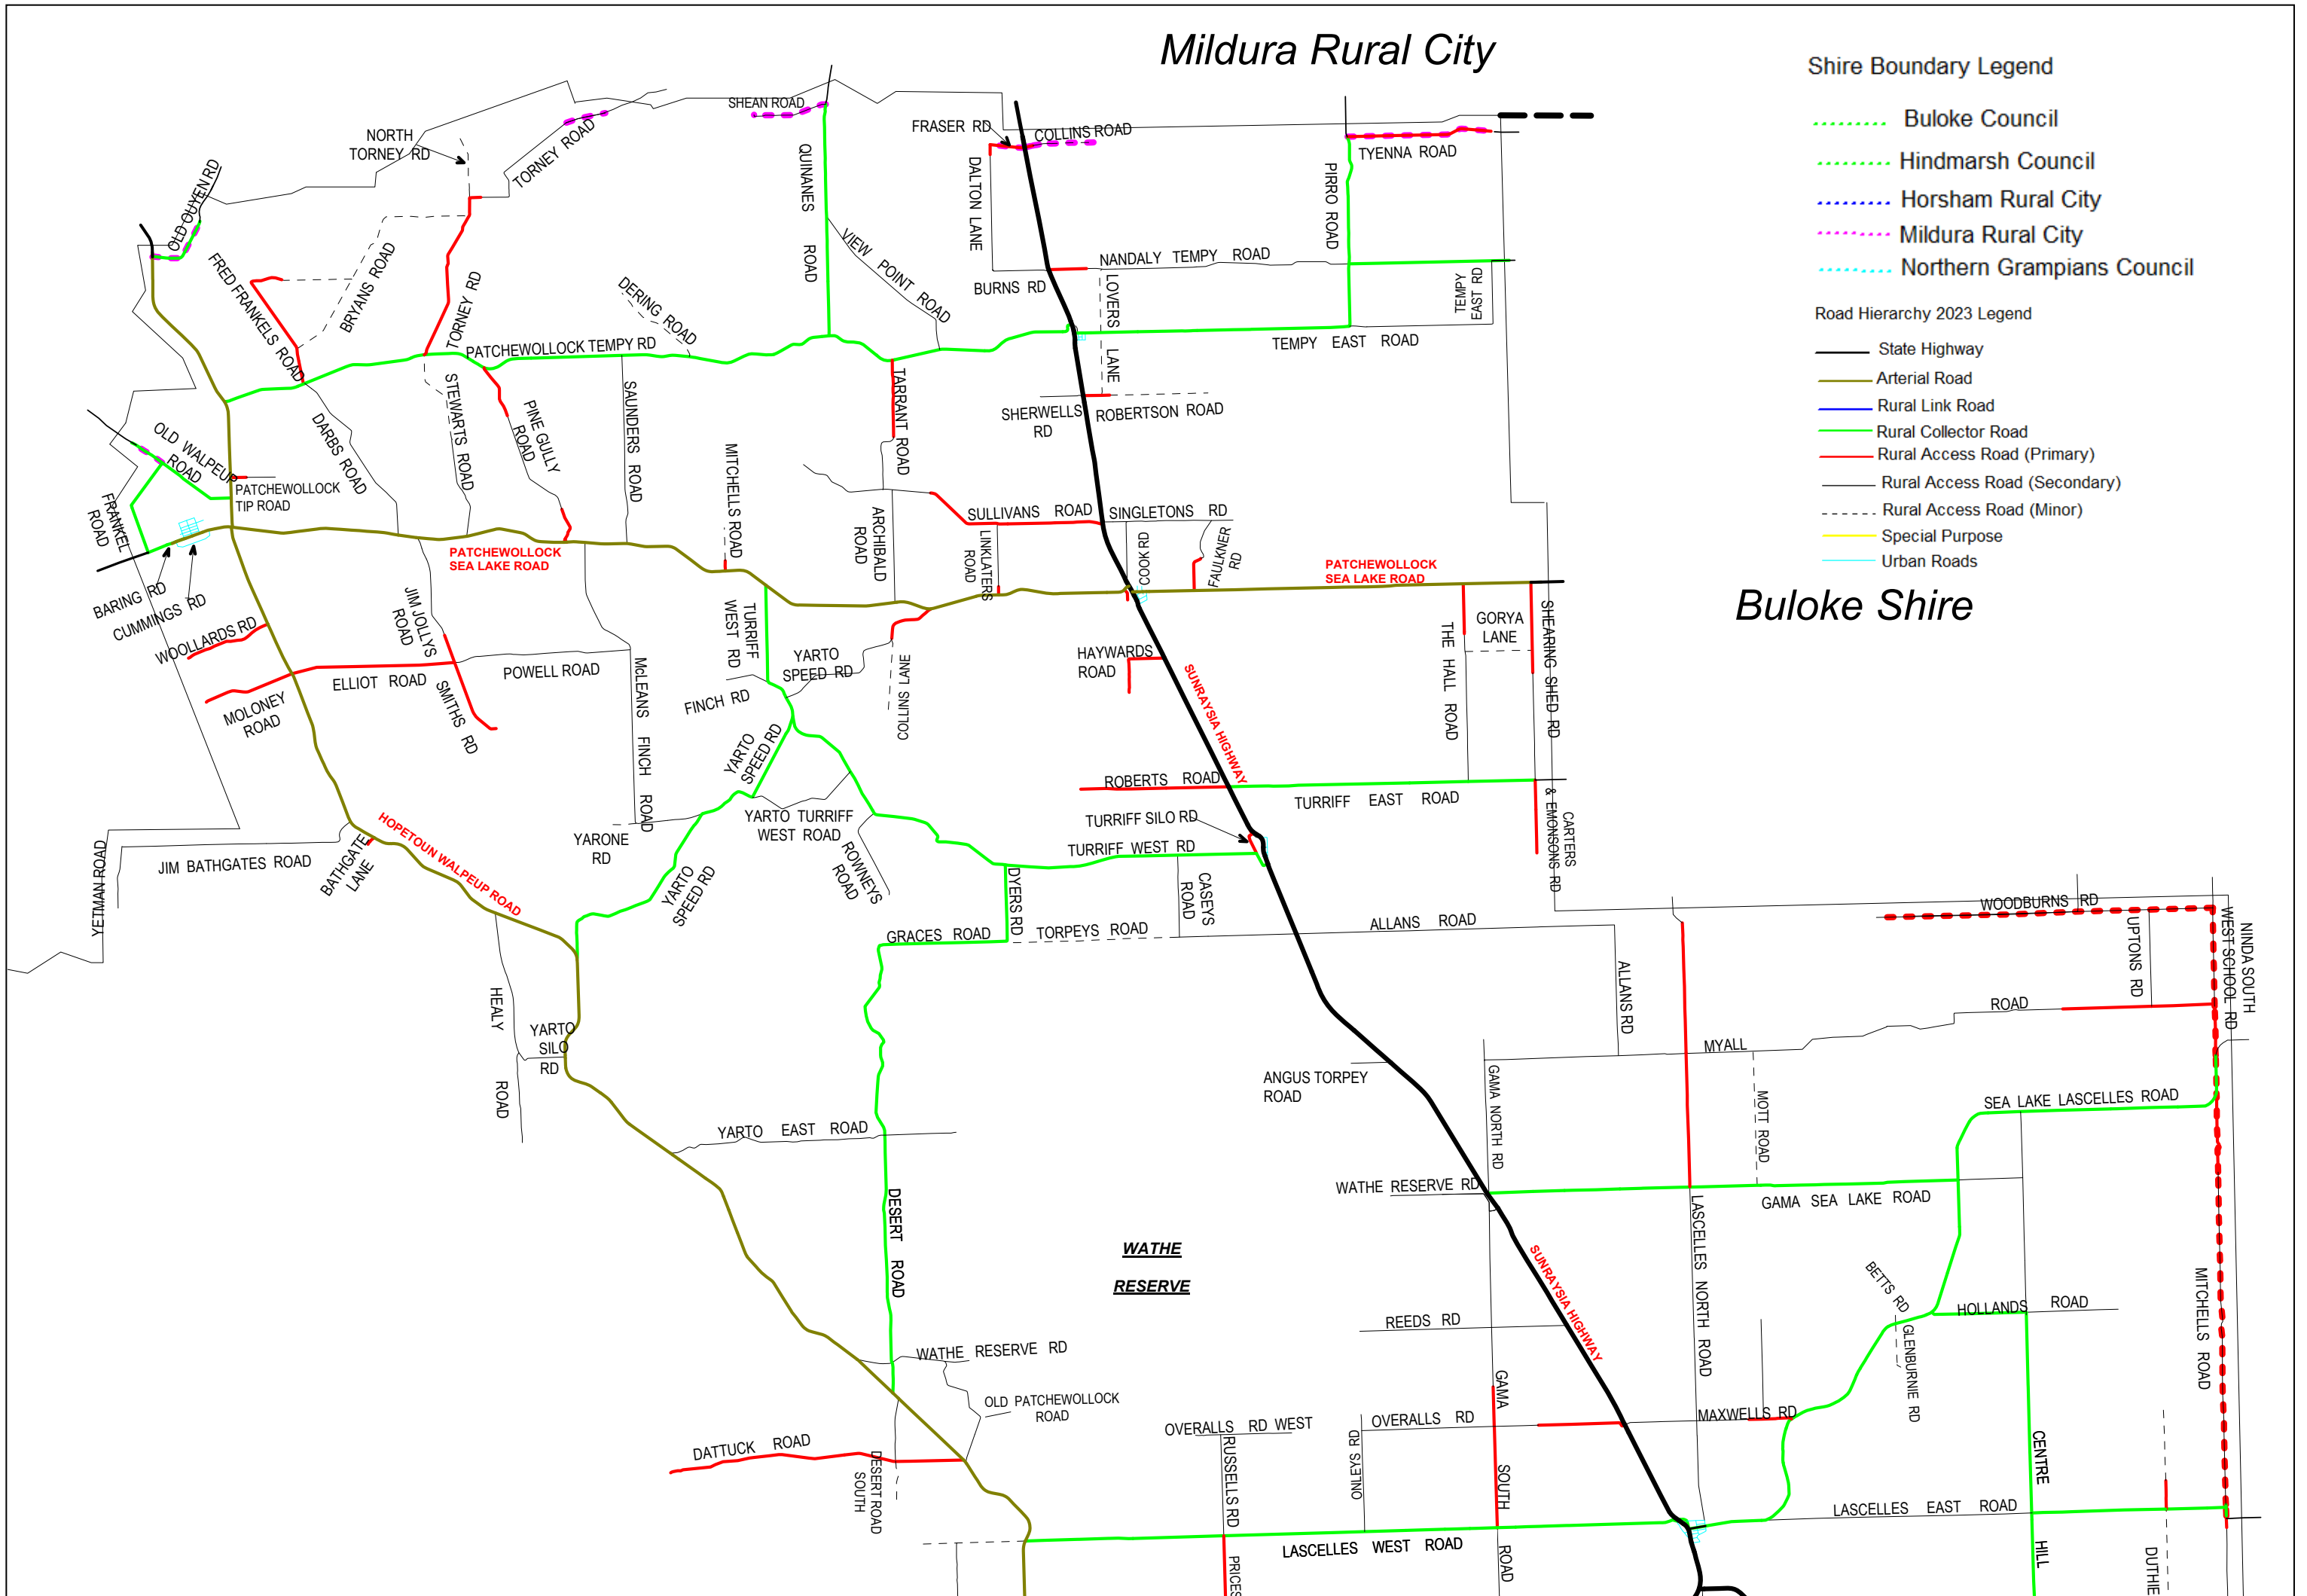 Mildura Rural City
Shire Boundary Legend
Buloke Council
Hindmarsh Council
Horsham Rural City
Mildura Rural City
Northern Grampians Council
Road Hierarchy 2023 Legend
State Highway
Arterial Road
Rural Link Road
Rural Collector Road
Rural Access Road (Primary)
Rural Access Road (Secondary)
Rural Access Road (Minor)
Special Purpose
Urban Roads
Buloke Shire
SHEAN ROAD
NORTH
TORNEY RD
TORNEY ROAD
FRASER RD
COLLINS ROAD
TYENNA ROAD
OLD OUYEN RD
QUINANES ROAD
DALTON LANE
PIRRO ROAD
VIEW POINT ROAD
NANDALY TEMPY ROAD
BURNS RD
LOVERS LANE
TEMPY
EAST RD
FRED FRANKELS ROAD
BRYANS ROAD
TORNEY RD
DERING ROAD
PATCHEWOLLOCK TEMPY RD
TEMPY EAST ROAD
STEWARTS ROAD
PINE GULLY
ROAD
SAUNDERS ROAD
TARRANT ROAD
SHERWELLS
RD
ROBERTSON ROAD
DARBS ROAD
OLD WALPEUP
ROAD
PATCHEWOLLOCK
TIP ROAD
FRANKEL
ROAD
MITCHELLS ROAD
ARCHIBALD
ROAD
SULLIVANS ROAD
SINGLETONS RD
LINKLATERS
ROAD
COOK RD
FAULKNER
RD
PATCHEWOLLOCK
SEA LAKE ROAD
PATCHEWOLLOCK
SEA LAKE ROAD
BARING RD
CUMMINGS RD
WOOLLARDS RD
JIM JOLLYS
ROAD
TURRIFF
WEST RD
YARTO
SPEED RD
COLLINS LANE
HAYWARDS
ROAD
SUNRAYSIA HIGHWAY
THE HALL ROAD
GORYA
LANE
SHEARING SHED RD
MOLONEY
ROAD
ELLIOT ROAD
SMITHS RD
POWELL ROAD
McLEANS FINCH ROAD
FINCH RD
YARTO
SPEED RD
ROBERTS ROAD
TURRIFF EAST ROAD
CARTERS
& EMONSONS RD
TURRIFF SILO RD
TURRIFF WEST RD
YARTO TURRIFF
WEST ROAD
YARONE
RD
ROWNEYS
ROAD
HOPETOUN WALPEUP ROAD
JIM BATHGATES ROAD
BATHGATE
LANE
YETMAN ROAD
YARTO
SPEED RD
DYERS RD
CASEYS
ROAD
GRACES ROAD
TORPEYS ROAD
ALLANS ROAD
WOODBURNS RD
UPTONS RD
NINDA SOUTH
WEST SCHOOL RD
ALLANS RD
HEALY ROAD
YARTO
SILO
RD
MYALL ROAD
ANGUS TORPEY
ROAD
GAMA NORTH RD
MOTT ROAD
SEA LAKE LASCELLES ROAD
YARTO EAST ROAD
WATHE RESERVE RD
GAMA SEA LAKE ROAD
DESERT ROAD
WATHE
RESERVE
SUNRAYSIA HIGHWAY
LASCELLES NORTH ROAD
BETTS RD
GLENBURNIE RD
HOLLANDS ROAD
MITCHELLS ROAD
REEDS RD
WATHE RESERVE RD
OLD PATCHEWOLLOCK
ROAD
DATTUCK ROAD
DESERT ROAD
SOUTH
OVERALLS RD WEST
RUSSELLS RD
ONLEYS RD
OVERALLS RD
GAMA SOUTH ROAD
MAXWELLS RD
CENTRE HILL
LASCELLES EAST ROAD
LASCELLES WEST ROAD
PRICES
DUTHIE